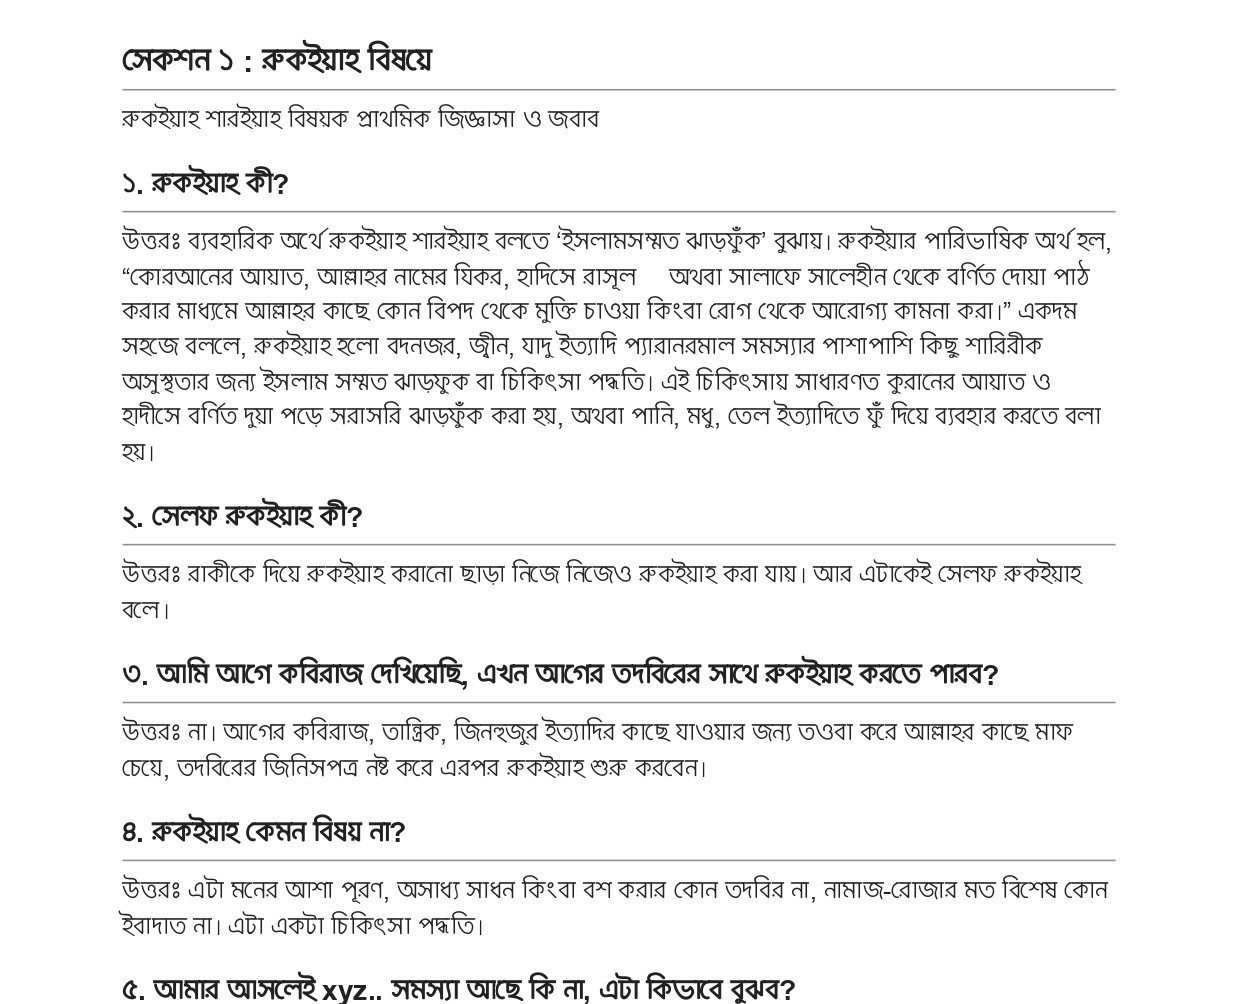 সেকশন ১ : রুকইয়াহ বিষয়ে
রুকইয়াহ শারইয়াহ বিষয়ক প্রাথমিক জিজ্ঞাসা ও জবাব
১. রুকইয়াহ কী?
উত্তরঃ ব্যবহারিক অর্থে রুকইয়াহ শারইয়াহ বলতে ‘ইসলামসম্মত ঝাড়ফুঁক’ বুঝায়। রুকইয়ার পারিভাষিক অর্থ হল,
“কোরআনের আয়াত, আল্লাহর নামের যিকর, হাদিসে রাসূল অথবা সালাফে সালেহীন থেকে বর্ণিত দোয়া পাঠ
করার মাধ্যমে আল্লাহর কাছে কোন বিপদ থেকে মুক্তি চাওয়া কিংবা রোগ থেকে আরোগ্য কামনা করা।” একদম
সহজে বললে, রুকইয়াহ হলো বদনজর, জ্বীন, যাদু ইত্যাদি প্যারানরমাল সমস্যার পাশাপাশি কিছু শারিরীক
অসুস্থতার জন্য ইসলাম সম্মত ঝাড়ফুক বা চিকিৎসা পদ্ধতি। এই চিকিৎসায় সাধারণত কুরানের আয়াত ও
হাদীসে বর্ণিত দুয়া পড়ে সরাসরি ঝাড়ফুঁক করা হয়, অথবা পানি, মধু, তেল ইত্যাদিতে ফুঁ দিয়ে ব্যবহার করতে বলা
হয়।
২. সেলফ রুকইয়াহ কী?
উত্তরঃ রাকীকে দিয়ে রুকইয়াহ করানো ছাড়া নিজে নিজেও রুকইয়াহ করা যায়। আর এটাকেই সেলফ রুকইয়াহ
বলে।
৩. আমি আগে কবিরাজ দেখিয়েছি, এখন আগের তদবিরের সাথে রুকইয়াহ করতে পারব?
উত্তরঃ না। আগের কবিরাজ, তান্ত্রিক, জিনহুজুর ইত্যাদির কাছে যাওয়ার জন্য তওবা করে আল্লাহর কাছে মাফ
চেয়ে, তদবিরের জিনিসপত্র নষ্ট করে এরপর রুকইয়াহ শুরু করবেন।
৪. রুকইয়াহ কেমন বিষয় না?
উত্তরঃ এটা মনের আশা পূরণ, অসাধ্য সাধন কিংবা বশ করার কোন তদবির না, নামাজ-রোজার মত বিশেষ কোন
ইবাদাত না। এটা একটা চিকিৎসা পদ্ধতি।
৫. আমার আসলেই xyz.. সমস্যা আছে কি না, এটা কিভাবে বুঝব?